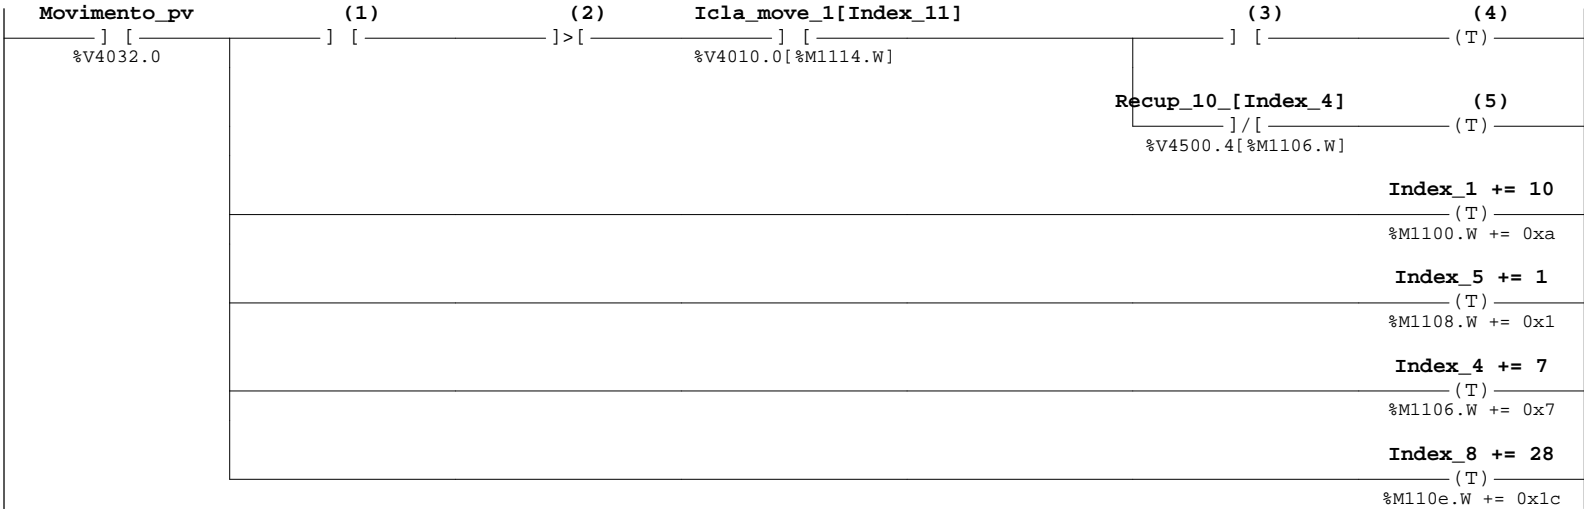 Movimento_pv (1) (2) Icla_move_1[Index_11] (3) (4)
] [ ] [ ]>[ ] [ ] [ (T)
%V4032.0 %V4010.0[%M1114.W]
Recup_10_[Index_4] (5)
]/[ (T)
%V4500.4[%M1106.W]
Index_1 += 10
(T)
%M1100.W += 0xa
Index_5 += 1
(T)
%M1108.W += 0x1
Index_4 += 7
(T)
%M1106.W += 0x7
Index_8 += 28
(T)
%M110e.W += 0x1c